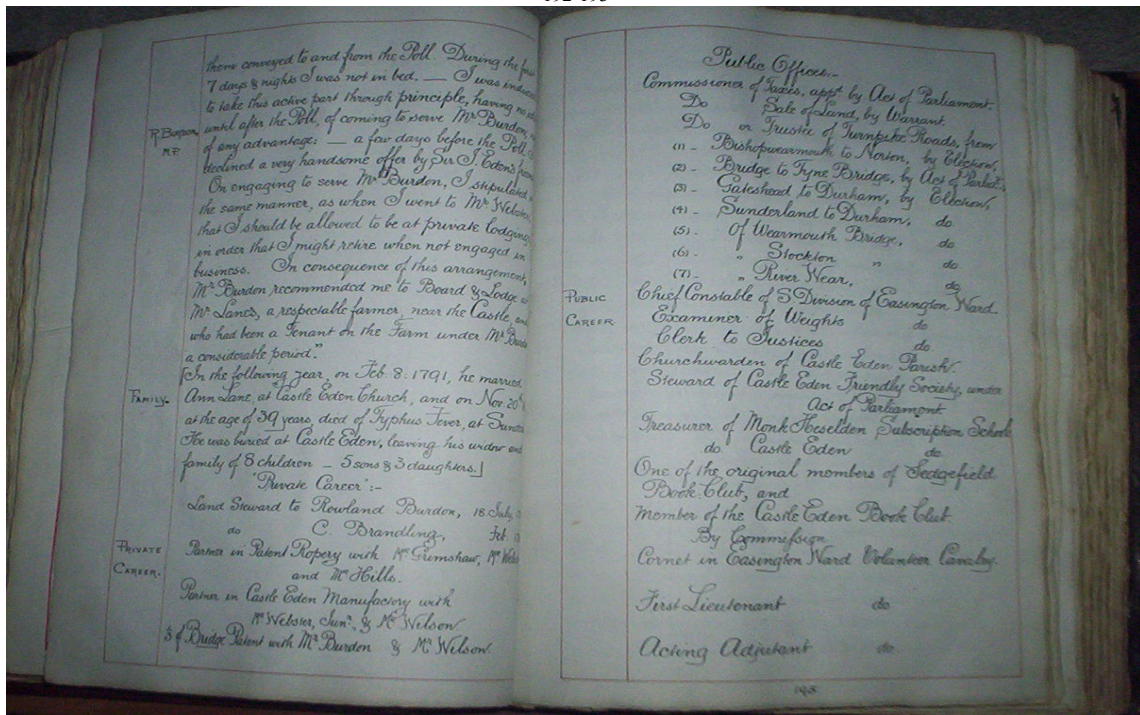 192-193
them conveyed to and from the Poll. During the
7 days & nights I was not in bed. — I was
to take this active part through principle, having no
until after the Poll, of coming to serve Mr Burdon,
of any advantage: — a few days before the Poll
declined a very handsome offer by Sir J. Eden's
On engaging to serve Mr Burdon, I stipulated
the same manner, as when I went to Mr Webster,
that I should be allowed to be at private lodging
in order that I might retire when not engaged in
business. In consequence of this arrangement,
Mr Burdon recommended me to Board & Lodge
Mr Lane's, a respectable farmer, near the Castle, and
who had been a Tenant on the Farm under Mr
a considerable period."
[In the following year, on Feb. 8. 1791, he married
Ann Lane, at Castle Eden Church, and on Nov. 20th
at the age of 39 years, died of Typhus Fever, at
He was buried at Castle Eden, leaving his widow and
family of 8 children — 5 sons & 3 daughters.]
'Private Career':-
Land Steward to Rowland Burdon, 18. July,
do C. Brandling, Feb.
Partner in Patent Ropery with Mr Grimshaw, Mr
and Mr Hills.
Partner in Castle Eden Manufactory with
Mr Webster, Junr, & Mr Wilson
1/3 of Bridge Patent with Mr Burdon & Mr Wilson.
R. Burdon,
M.P.
Family.
Private
Career.
Public Offices:-
Commissioner of Taxes, appd by Act of Parliament.
Do Sale of Land, by Warrant
Do or Trustee of Turnpike Roads, from
(1) - Bishopwearmouth to Norton, by Election,
(2) - Bridge to Tyne Bridge, by Act of Parliat,
(3) - Gateshead to Durham, by Election,
(4) - Sunderland to Durham, do
(5) - Of Wearmouth Bridge, do
(6) - " Stockton " do
(7) - " River Wear, do
Chief Constable of S Division of Easington Ward
Examiner of Weights do
Clerk to Justices do
Churchwarden of Castle Eden Parish.
Steward of Castle Eden Friendly Society, under
Act of Parliament
Treasurer of Monk Heselden Subscription School
do Castle Eden do
One of the original members of Sedgefield
Book Club, and
Member of the Castle Eden Book Club.
By Commission
Cornet in Easington Ward Volunteer Cavalry.
First Lieutenant do
Acting Adjutant do
Public
Career
193